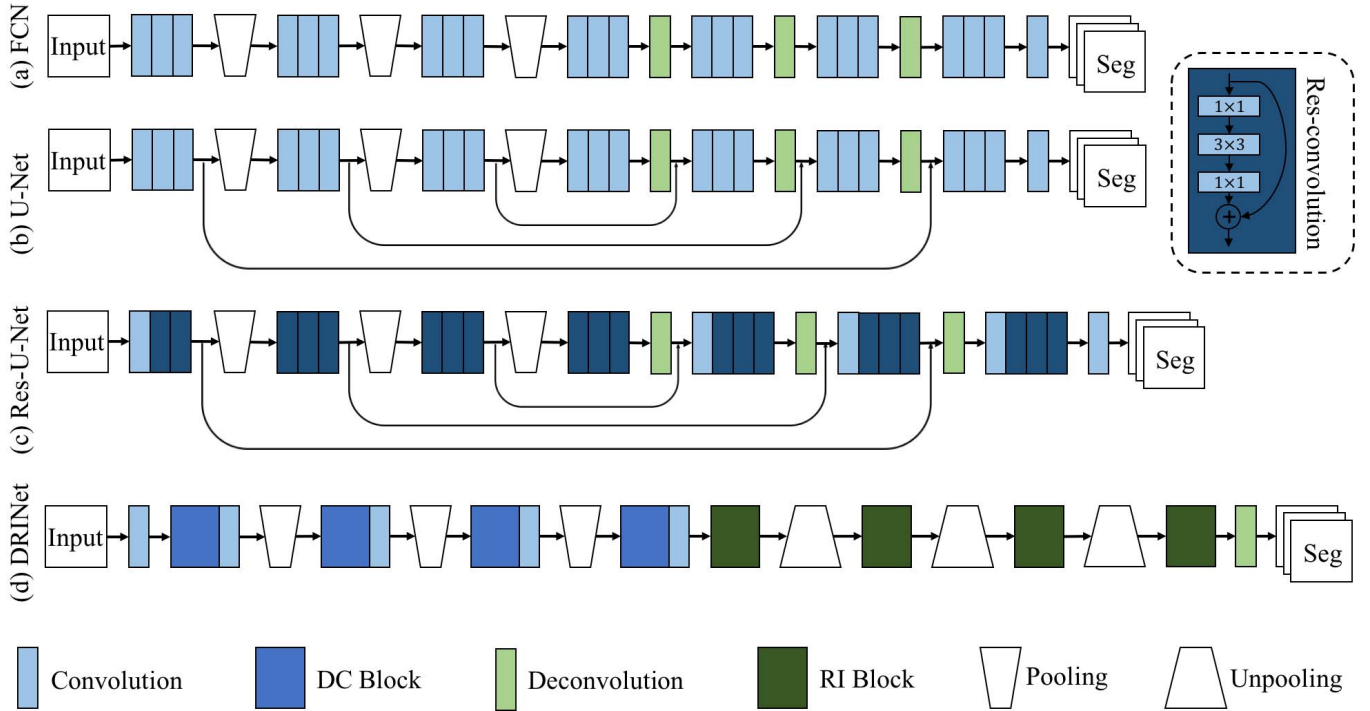 (a) FCN
Input
Seg
(b) U-Net
Input
Seg
1×1
3×3
1×1
+
Res-convolution
(c) Res-U-Net
Input
Seg
(d) DRINet
Input
Seg
Convolution
DC Block
Deconvolution
RI Block
Pooling
Unpooling